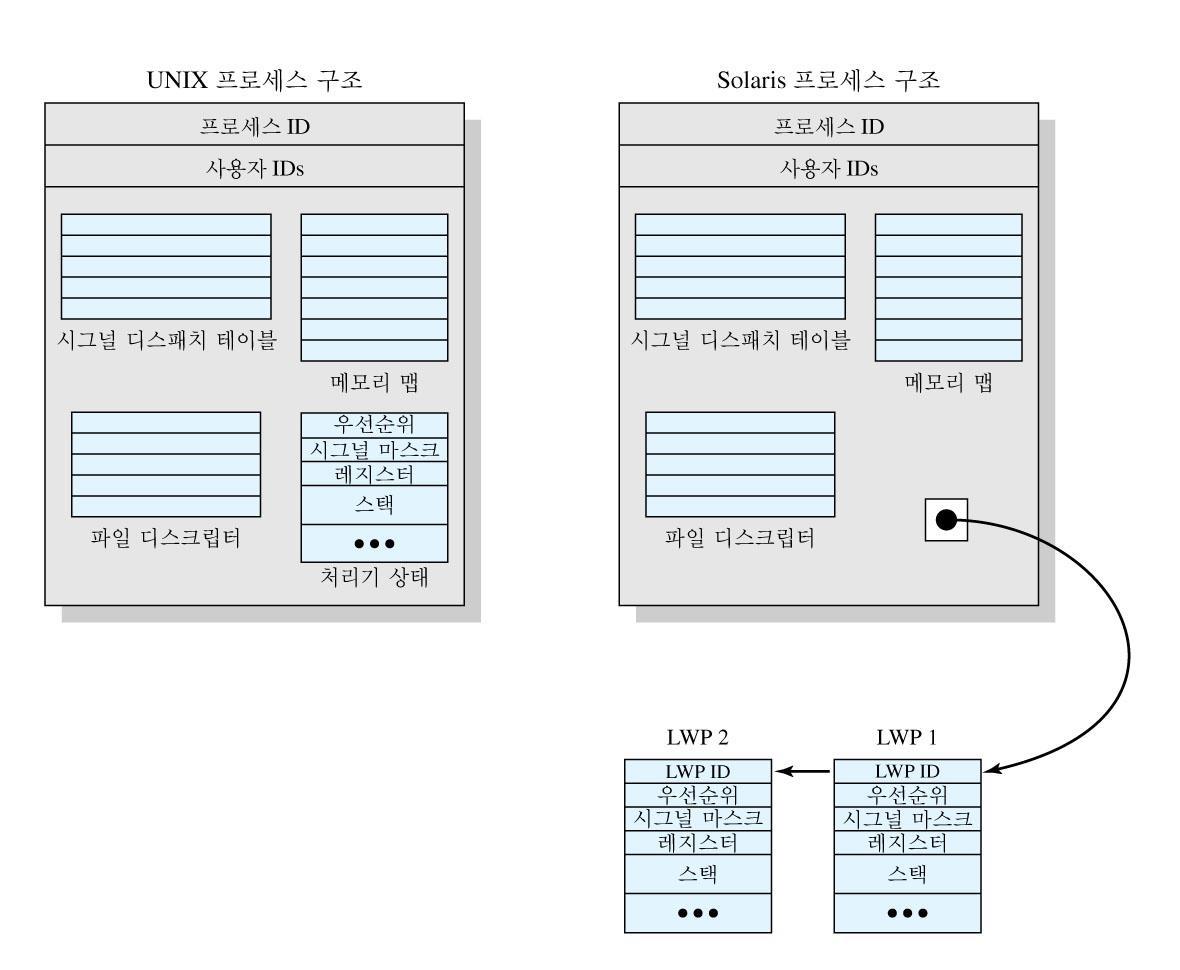 UNIX 프로세스 구조
프로세스 ID
사용자 IDs
시그널 디스패치 테이블
메모리 맵
우선순위
시그널 마스크
레지스터
스택
•••
파일 디스크립터
처리기 상태
Solaris 프로세스 구조
프로세스 ID
사용자 IDs
시그널 디스패치 테이블
메모리 맵
파일 디스크립터
LWP 2
LWP ID
우선순위
시그널 마스크
레지스터
스택
•••
LWP 1
LWP ID
우선순위
시그널 마스크
레지스터
스택
•••